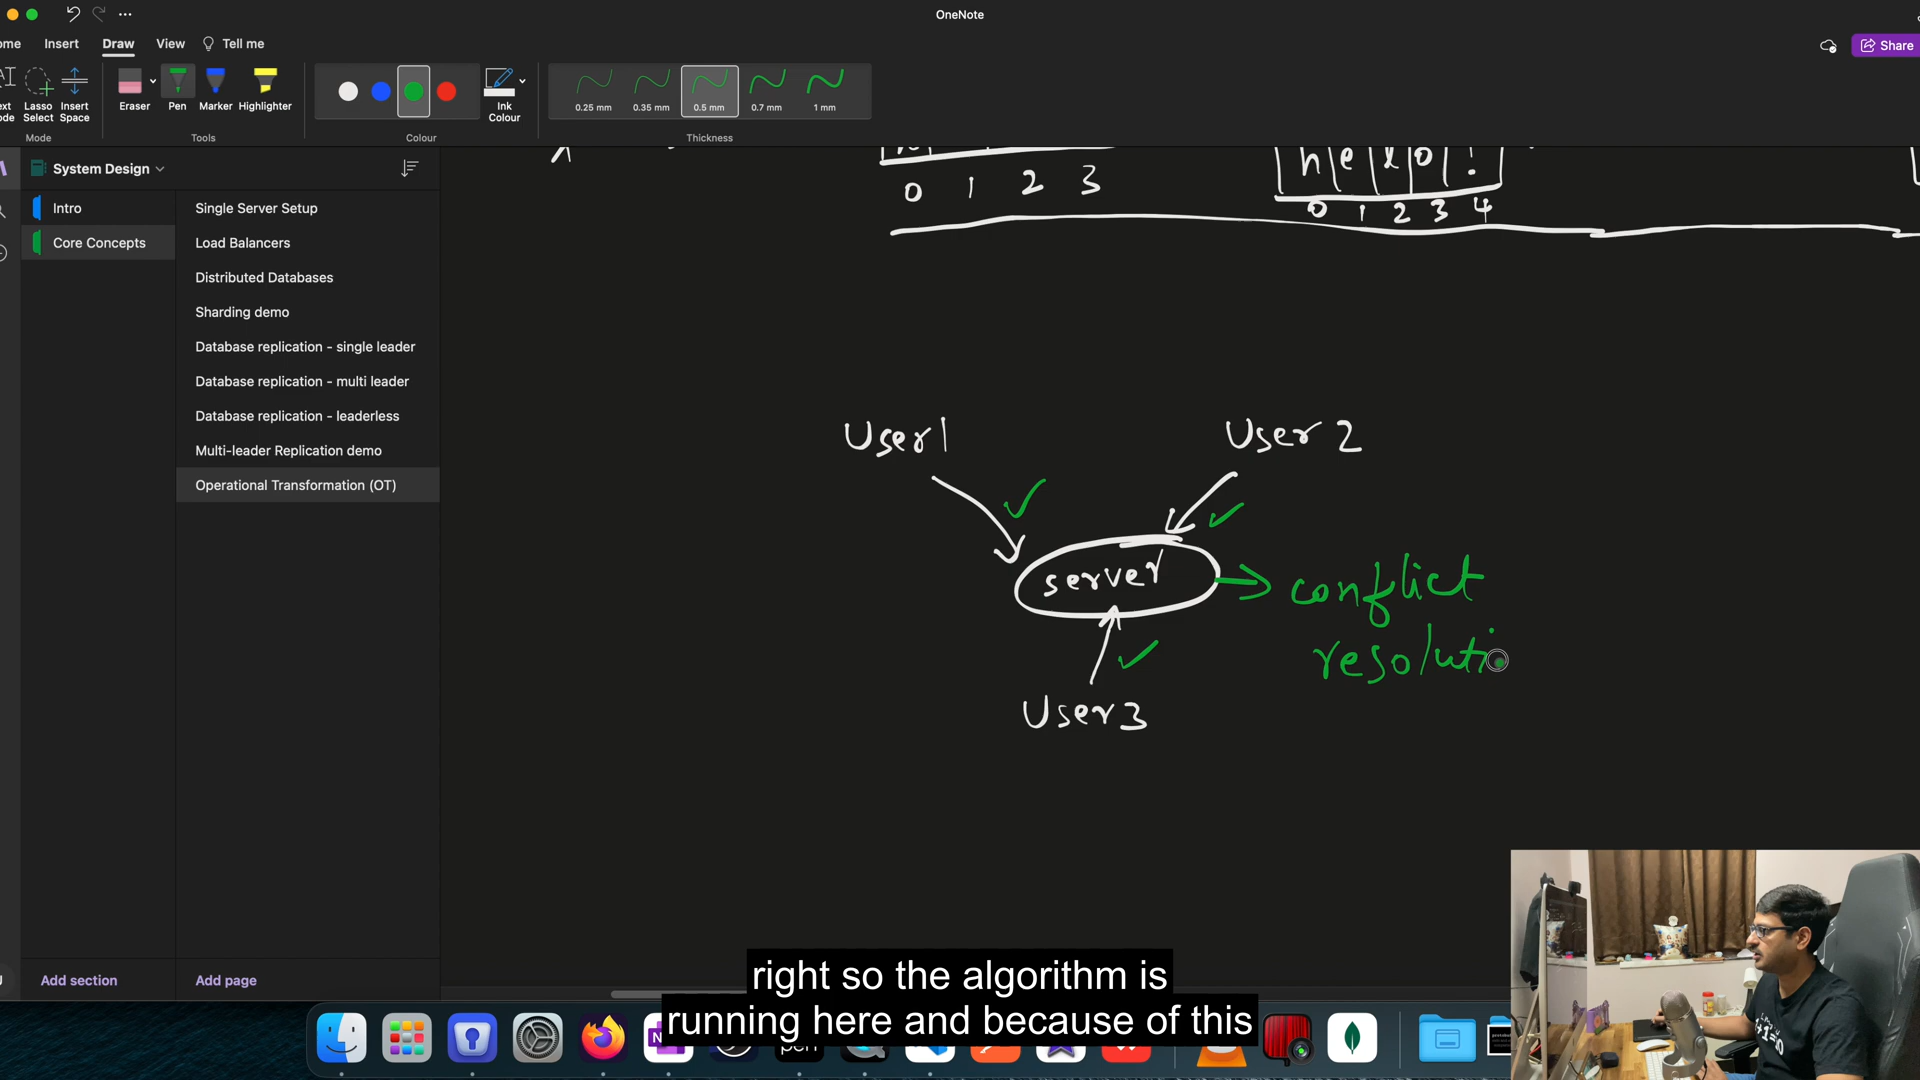 OneNote
ome Insert Draw View Tell me
Share
Eraser Pen Marker Highlighter
Lasso Select
Insert Space
Ink Colour
0.25 mm 0.35 mm 0.5 mm 0.7 mm 1 mm
Mode Tools Colour Thickness
System Design
Intro
Core Concepts
Single Server Setup
Load Balancers
Distributed Databases
Sharding demo
Database replication - single leader
Database replication - multi leader
Database replication - leaderless
Multi-leader Replication demo
Operational Transformation (OT)
0 1 2 3
h e l o !
0 1 2 3 4
User 1
User 2
server
conflict
resoluti
User 3
Add section
Add page
right so the algorithm is
running here and because of this